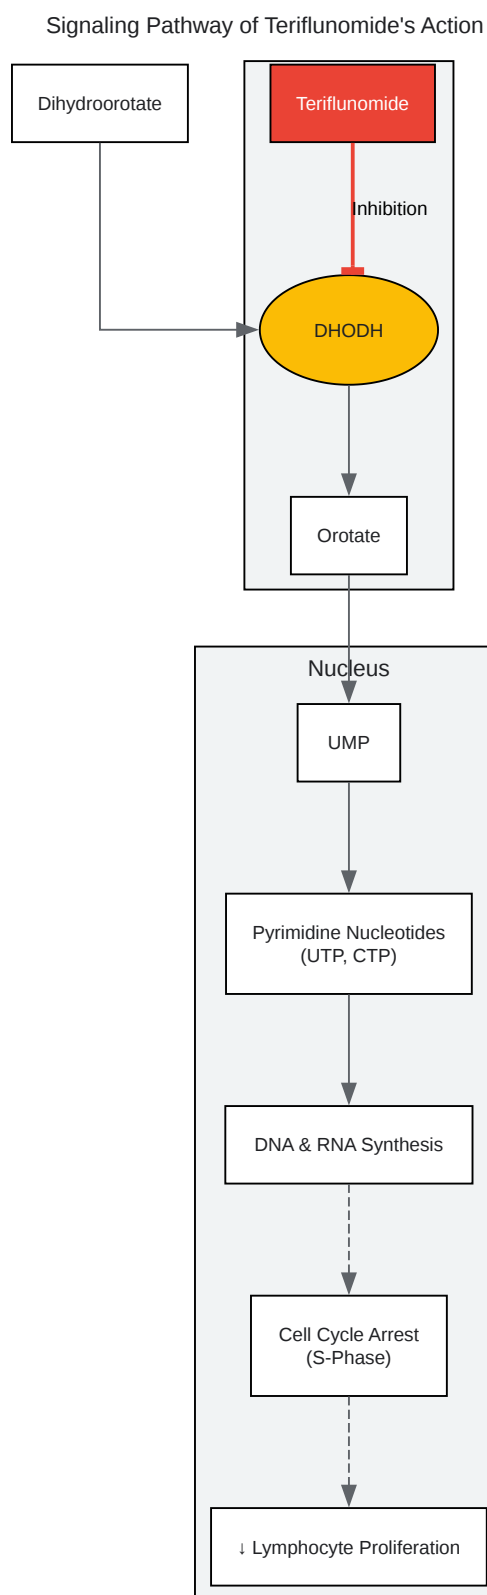 Signaling Pathway of Teriflunomide's Action
Dihydroorotate
Teriflunomide
Inhibition
DHODH
Orotate
Nucleus
UMP
Pyrimidine Nucleotides
(UTP, CTP)
DNA & RNA Synthesis
Cell Cycle Arrest
(S-Phase)
↓ Lymphocyte Proliferation